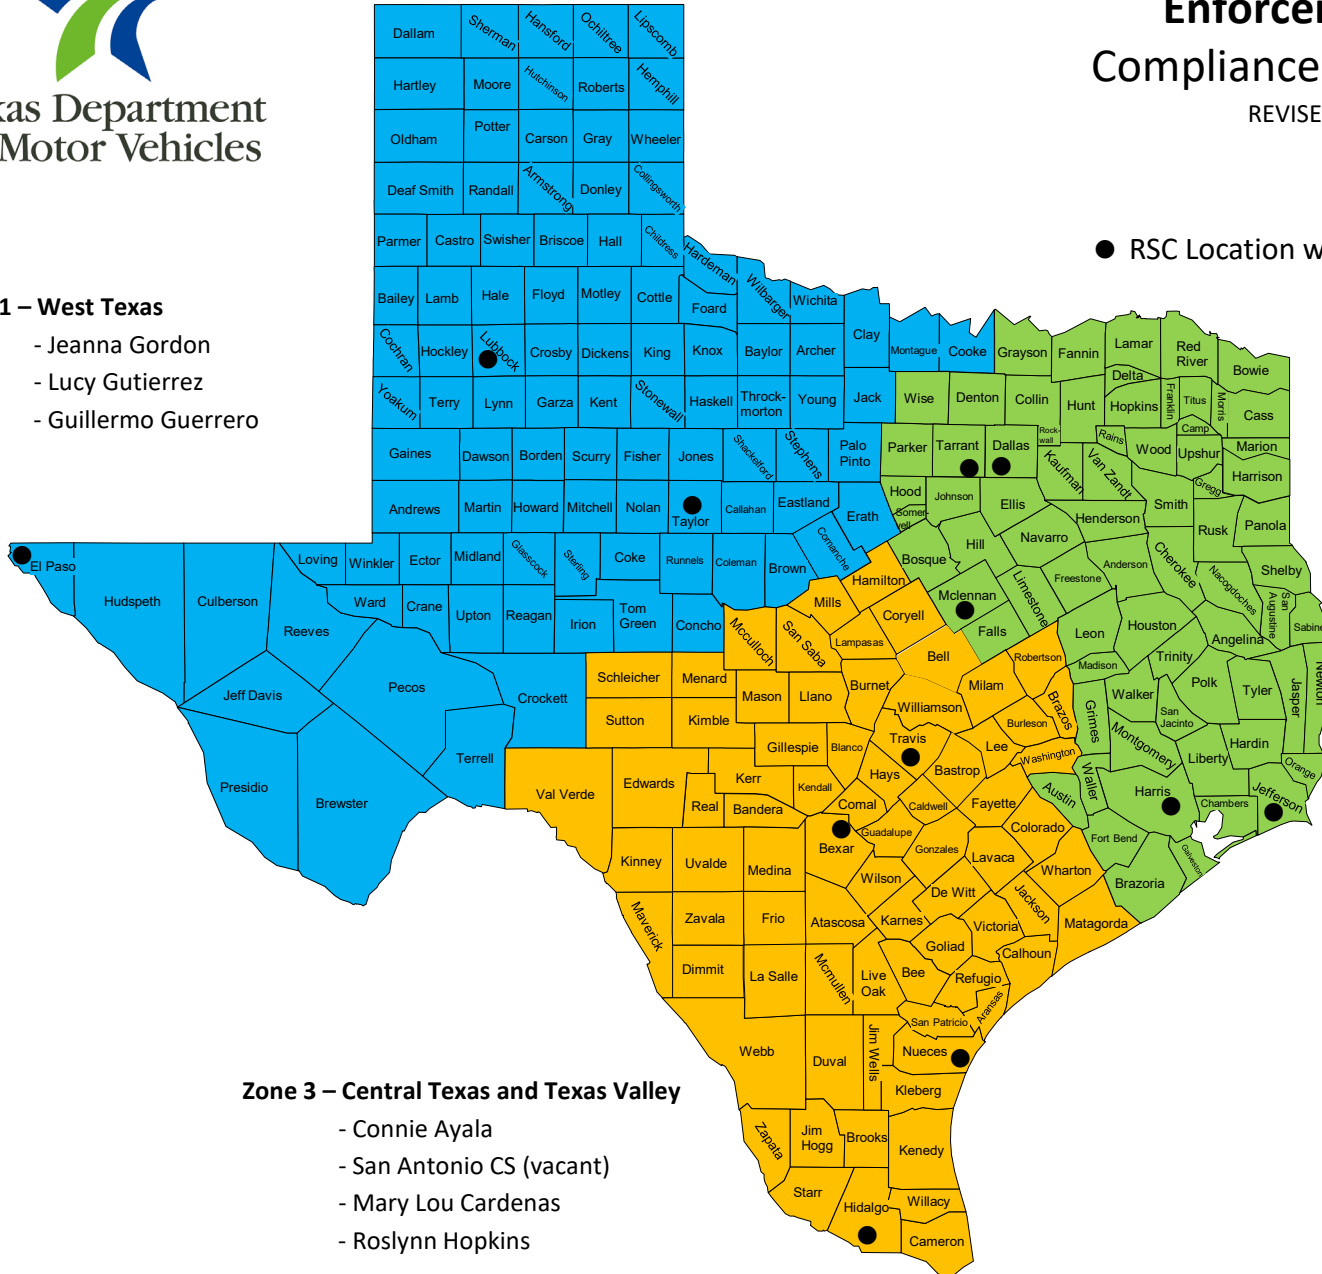 Enforcer
Compliance
REVISE
xas Department
Motor Vehicles
RSC Location w
1 – West Texas
- Jeanna Gordon
- Lucy Gutierrez
- Guillermo Guerrero
Dallam
Sherman
Hansford
Ochiltree
Lipscomb
Hartley
Moore
Hutchinson
Roberts
Hemphill
Oldham
Potter
Carson
Gray
Wheeler
Deaf Smith
Randall
Armstrong
Donley
Collingsworth
Parmer
Castro
Swisher
Briscoe
Hall
Childress
Hardeman
Bailey
Lamb
Hale
Floyd
Motley
Cottle
Foard
Wilbarger
Wichita
Clay
Montague
Cooke
Grayson
Fannin
Lamar
Red
River
Bowie
Cochran
Hockley
Lubbock
Crosby
Dickens
King
Knox
Baylor
Archer
Jack
Wise
Denton
Collin
Hunt
Delta
Hopkins
Franklin
Titus
Morris
Cass
Yoakum
Terry
Lynn
Garza
Kent
Stonewall
Haskell
Throck-
morton
Young
Gaines
Dawson
Borden
Scurry
Fisher
Jones
Shackelford
Stephens
Palo
Pinto
Parker
Tarrant
Dallas
Rock-
wall
Kaufman
Rains
Van Zandt
Wood
Camp
Upshur
Marion
Harrison
Gregg
Andrews
Martin
Howard
Mitchell
Nolan
Taylor
Callahan
Eastland
Erath
Hood
Somer-
vell
Johnson
Ellis
Henderson
Smith
Rusk
Panola
El Paso
Hudspeth
Culberson
Loving
Winkler
Ector
Midland
Glasscock
Sterling
Coke
Runnels
Coleman
Brown
Comanche
Hamilton
Bosque
Hill
Navarro
Freestone
Anderson
Cherokee
Nacogdoches
Shelby
Reeves
Ward
Crane
Upton
Reagan
Irion
Tom
Green
Concho
Mcculloch
San Saba
Mills
Lampasas
Coryell
Mclennan
Falls
Limestone
Leon
Houston
Angelina
San
Augustine
Sabine
Jeff Davis
Pecos
Crockett
Schleicher
Menard
Mason
Llano
Burnet
Bell
Milam
Robertson
Brazos
Madison
Trinity
Polk
Tyler
Jasper
Newton
Walker
San
Jacinto
Grimes
Montgomery
Liberty
Hardin
Orange
Presidio
Brewster
Terrell
Sutton
Kimble
Gillespie
Blanco
Travis
Williamson
Burleson
Lee
Washington
Waller
Austin
Harris
Chambers
Jefferson
Val Verde
Edwards
Real
Kerr
Bandera
Kendall
Comal
Hays
Bastrop
Caldwell
Fayette
Colorado
Fort Bend
Galveston
Brazoria
Kinney
Uvalde
Medina
Bexar
Guadalupe
Gonzales
Lavaca
Wharton
Wilson
De Witt
Jackson
Matagorda
Maverick
Zavala
Frio
Atascosa
Karnes
Goliad
Victoria
Calhoun
Dimmit
La Salle
Mcmullen
Live
Oak
Bee
Refugio
Aransas
San Patricio
Webb
Duval
Jim Wells
Nueces
Kleberg
Zapata
Jim
Hogg
Brooks
Kenedy
Starr
Hidalgo
Willacy
Cameron
Zone 3 – Central Texas and Texas Valley
- Connie Ayala
- San Antonio CS (vacant)
- Mary Lou Cardenas
- Roslynn Hopkins